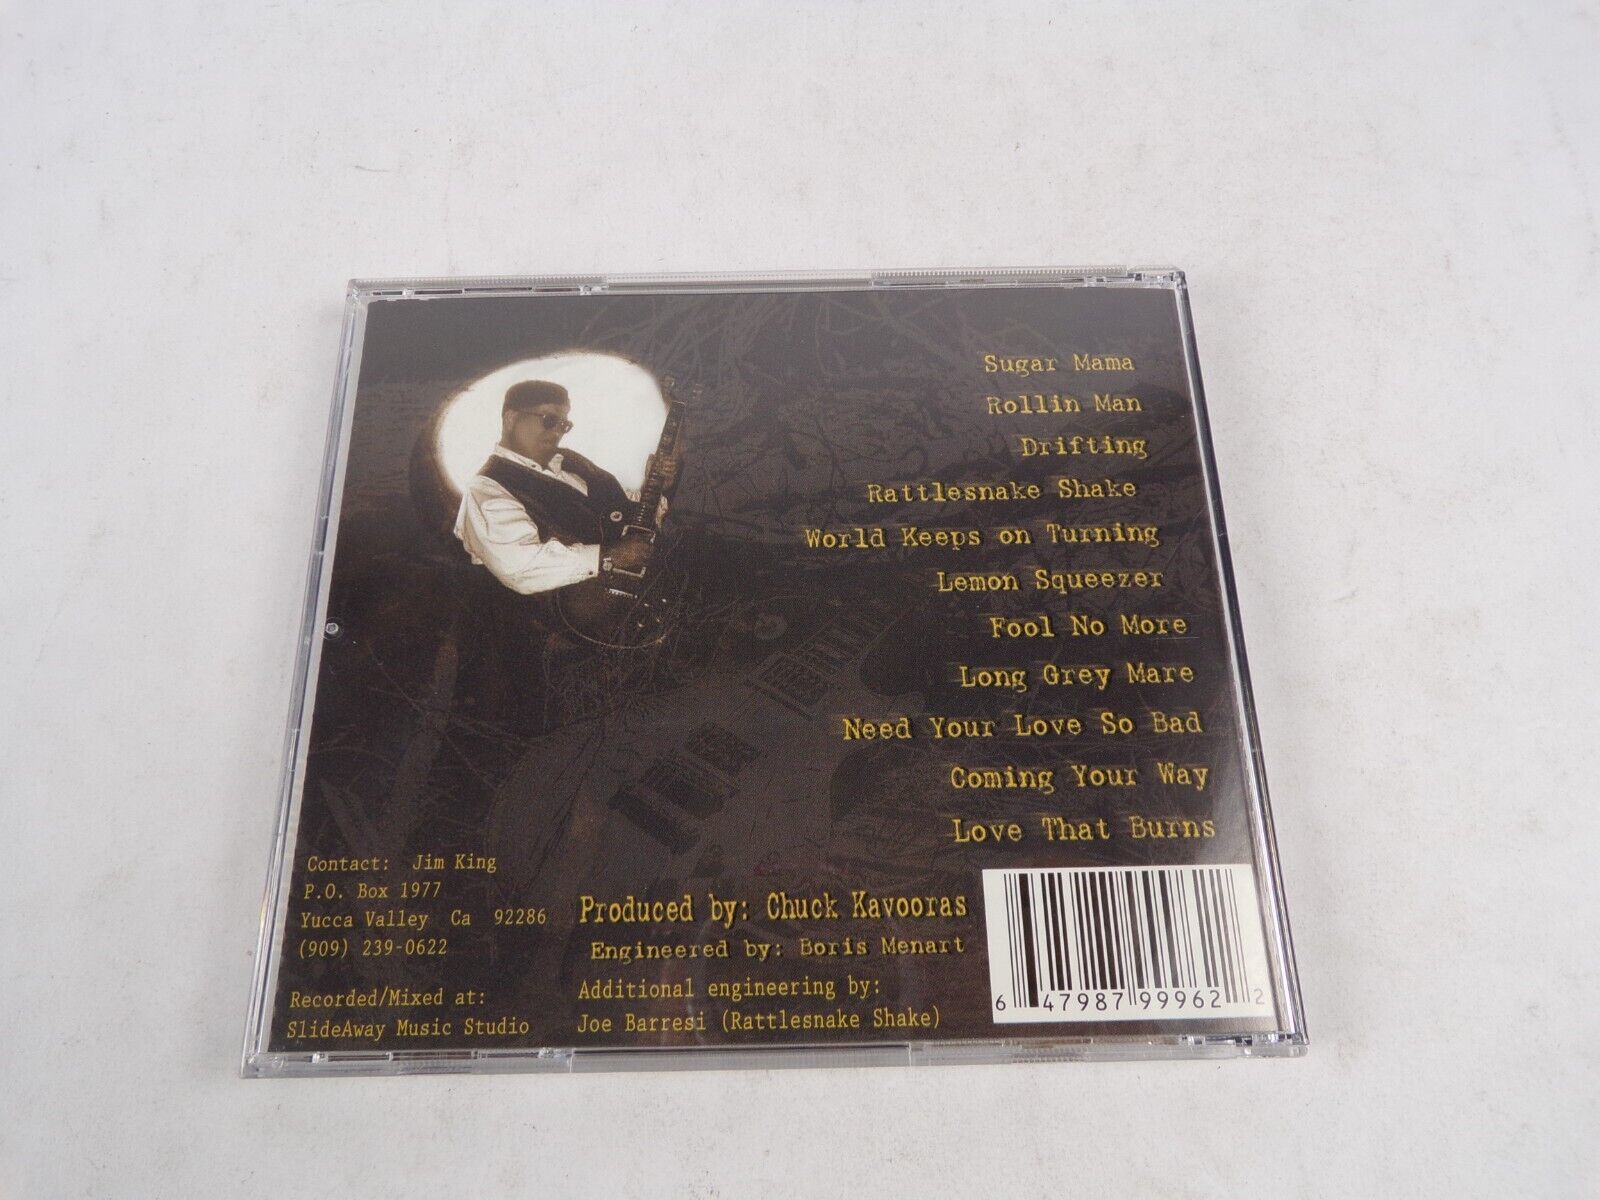 Sugar Mama
Rollin Man
Drifting
Rattlesnake Shake
World Keeps on Turning
Lemon Squeezer
Fool No More
Long Grey Mare
Need Your Love So Bad
Coming Your Way
Love That Burns
Contact: Jim King
P.O. Box 1977
Yucca Valley Ca 92286
(909) 239-0622
Recorded/Mixed at:
SlideAway Music Studio
Produced by: Chuck Kavooras
Engineered by: Boris Menart
Additional engineering by:
Joe Barresi (Rattlesnake Shake)
6 47987 99962 2